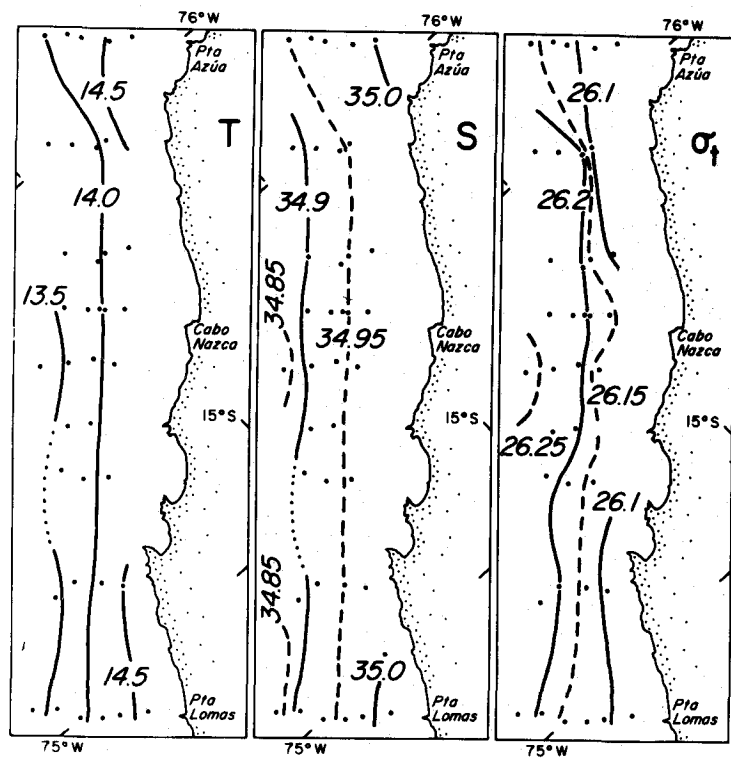 76°W
Pta
Azúa
14.5
T
14.0
13.5
Cabo
Nazca
15°S
14.5
Pta
Lomas
75°W
76°W
Pta
Azúa
35.0
S
34.9
34.85
34.95
Cabo
Nazca
34.85
35.0
Pta
Lomas
75°W
76°W
Pta
Azúa
26.1
σt
26.2
Cabo
Nazca
26.15
15°S
26.25
26.1
Pta
Lomas
75°W